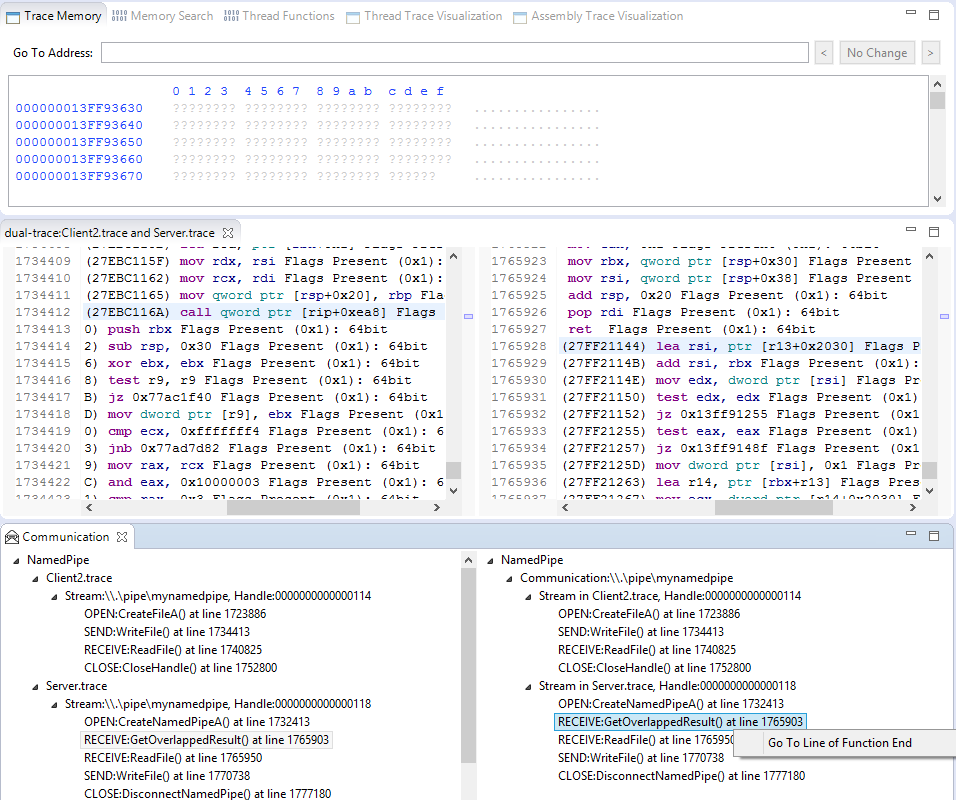 Trace Memory Memory Search Thread Functions Thread Trace Visualization Assembly Trace Visualization
Go To Address: < No Change >
0 1 2 3 4 5 6 7 8 9 a b c d e f
000000013FF93630 ???????? ???????? ???????? ???????? ................
000000013FF93640 ???????? ???????? ???????? ???????? ................
000000013FF93650 ???????? ???????? ???????? ???????? ................
000000013FF93660 ???????? ???????? ???????? ???????? ................
000000013FF93670 ???????? ???????? ???????? ?????? ................
dual-trace:Client2.trace and Server.trace
1734409 (27EBC115F) mov rdx, rsi Flags Present (0x1):
1734410 (27EBC1162) mov rcx, rdi Flags Present (0x1):
1734411 (27EBC1165) mov qword ptr [rsp+0x20], rbp Fla
1734412 (27EBC116A) call qword ptr [rip+0xea8] Flags
1734413 0) push rbx Flags Present (0x1): 64bit
1734414 2) sub rsp, 0x30 Flags Present (0x1): 64bit
1734415 6) xor ebx, ebx Flags Present (0x1): 64bit
1734416 8) test r9, r9 Flags Present (0x1): 64bit
1734417 B) jz 0x77ac1f40 Flags Present (0x1): 64bit
1734418 D) mov dword ptr [r9], ebx Flags Present (0x1
1734419 0) cmp ecx, 0xfffffff4 Flags Present (0x1): 6
1734420 3) jnb 0x77ad7d82 Flags Present (0x1): 64bit
1734421 9) mov rax, rcx Flags Present (0x1): 64bit
1734422 C) and eax, 0x10000003 Flags Present (0x1): 6
1734423 1) cmp rax, 0x3 Flags Present (0x1): 64bit
1765923 mov rbx, qword ptr [rsp+0x30] Flags Present
1765924 mov rsi, qword ptr [rsp+0x38] Flags Present
1765925 add rsp, 0x20 Flags Present (0x1): 64bit
1765926 pop rdi Flags Present (0x1): 64bit
1765927 ret Flags Present (0x1): 64bit
1765928 (27FF21144) lea rsi, ptr [r13+0x2030] Flags P
1765929 (27FF2114B) add rsi, rbx Flags Present (0x1):
1765930 (27FF2114E) mov edx, dword ptr [rsi] Flags Pr
1765931 (27FF21150) test edx, edx Flags Present (0x1)
1765932 (27FF21152) jz 0x13ff91255 Flags Present (0x1
1765933 (27FF21255) test eax, eax Flags Present (0x1)
1765934 (27FF21257) jz 0x13ff9148f Flags Present (0x1
1765935 (27FF2125D) mov dword ptr [rsi], 0x1 Flags Pr
1765936 (27FF21263) lea r14, ptr [rbx+r13] Flags Pres
1765937 (27FF21267) mov ecx, dword ptr [r14+0x2030] F
Communication
NamedPipe
Client2.trace
Stream:\\.\pipe\mynamedpipe, Handle:0000000000000114
OPEN:CreateFileA() at line 1723886
SEND:WriteFile() at line 1734413
RECEIVE:ReadFile() at line 1740825
CLOSE:CloseHandle() at line 1752800
Server.trace
Stream:\\.\pipe\mynamedpipe, Handle:0000000000000118
OPEN:CreateNamedPipeA() at line 1732413
RECEIVE:GetOverlappedResult() at line 1765903
RECEIVE:ReadFile() at line 1765950
SEND:WriteFile() at line 1770738
CLOSE:DisconnectNamedPipe() at line 1777180
NamedPipe
Communication:\\.\pipe\mynamedpipe
Stream in Client2.trace, Handle:0000000000000114
OPEN:CreateFileA() at line 1723886
SEND:WriteFile() at line 1734413
RECEIVE:ReadFile() at line 1740825
CLOSE:CloseHandle() at line 1752800
Stream in Server.trace, Handle:0000000000000118
OPEN:CreateNamedPipeA() at line 1732413
RECEIVE:GetOverlappedResult() at line 1765903
RECEIVE:ReadFile() at line 1765950
SEND:WriteFile() at line 1770738
CLOSE:DisconnectNamedPipe() at line 1777180
Go To Line of Function End